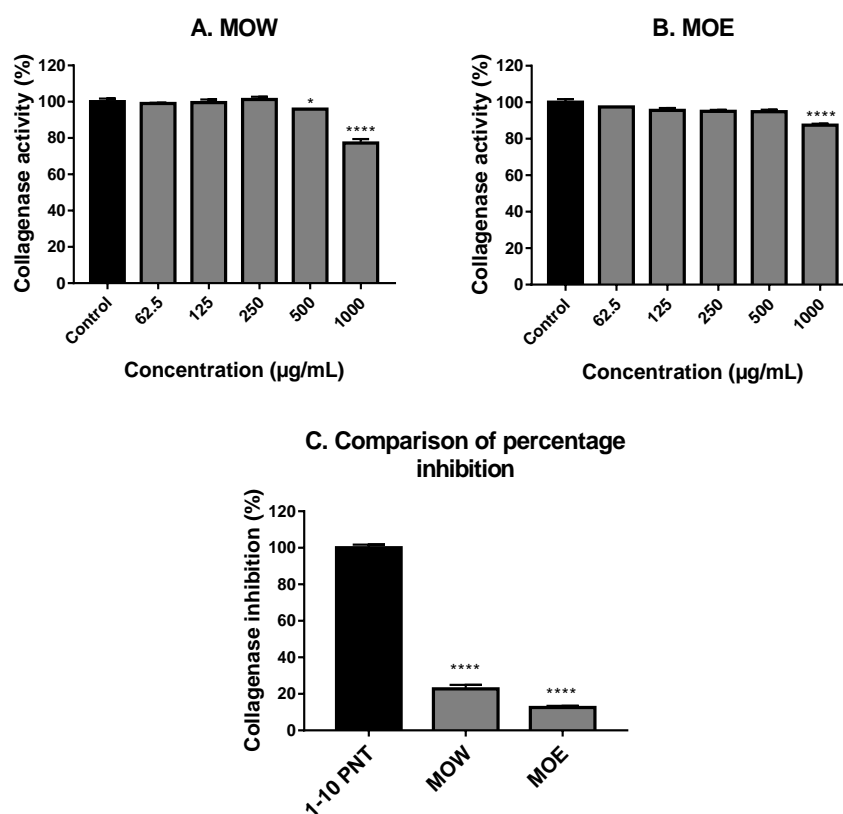 A. MOW
Collagenase activity (%)
120
100
80
60
40
20
0
*
****
Control
62.5
125
250
500
1000
Concentration (µg/mL)
B. MOE
Collagenase activity (%)
120
100
80
60
40
20
0
****
Control
62.5
125
250
500
1000
Concentration (µg/mL)
C. Comparison of percentage
inhibition
Collagenase inhibition (%)
120
100
80
60
40
20
0
****
****
1-10 PNT
MOW
MOE